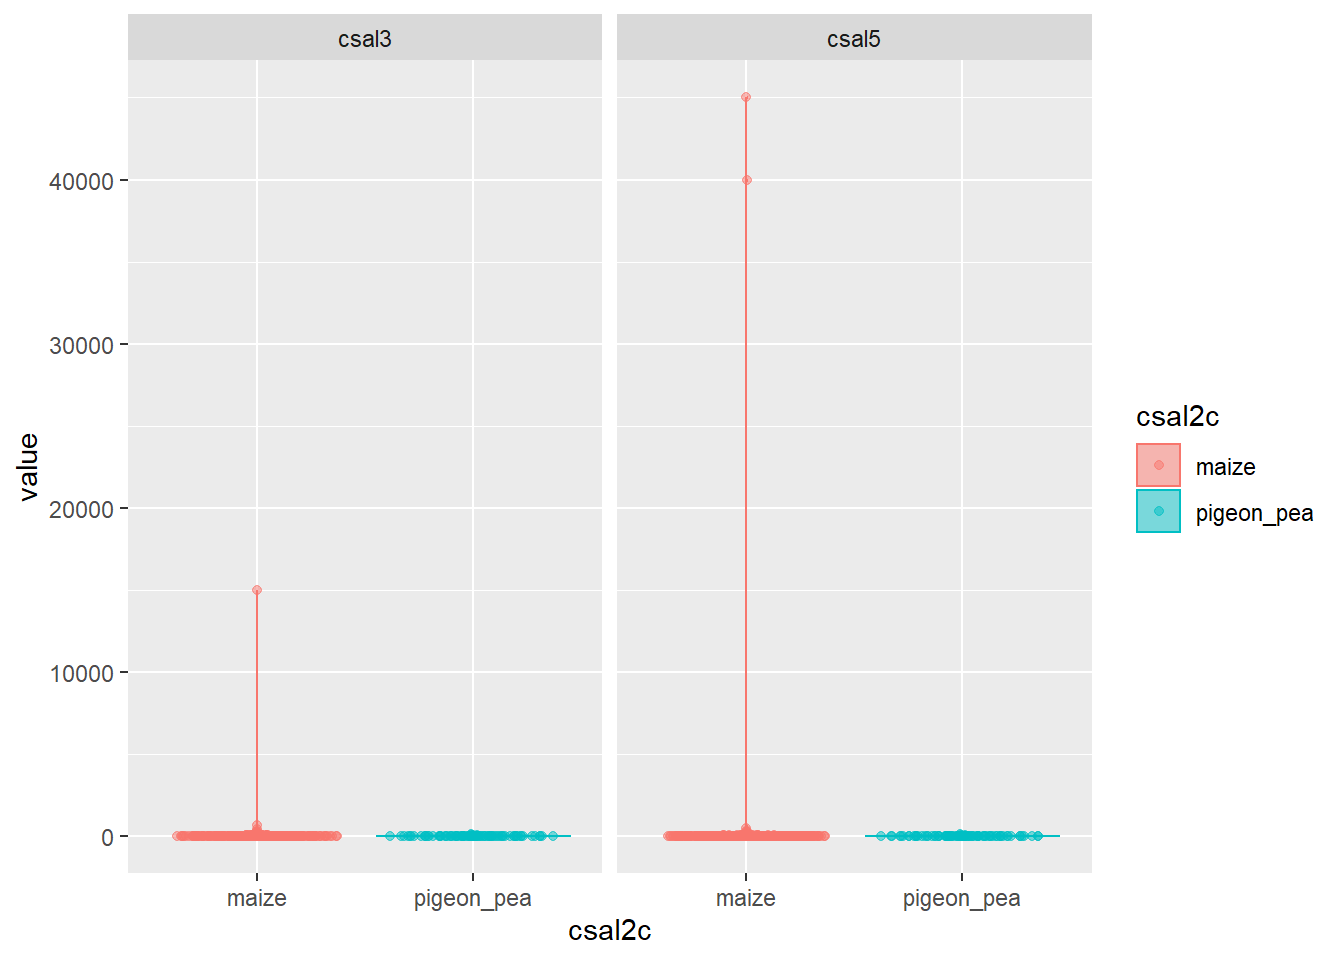 csal3
csal5
40000
30000
20000
10000
0
value
maize
pigeon_pea
maize
pigeon_pea
csal2c
csal2c
maize
pigeon_pea